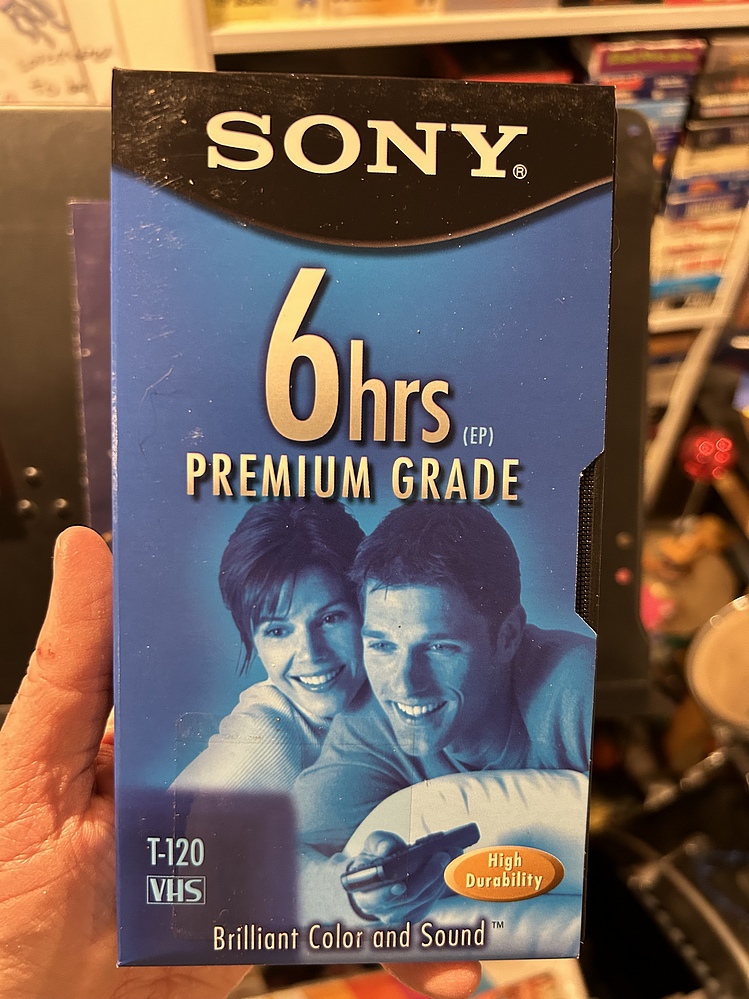 SONY®
6hrs (EP)
PREMIUM GRADE
T-120
VHS
High
Durability
Brilliant Color and Sound™